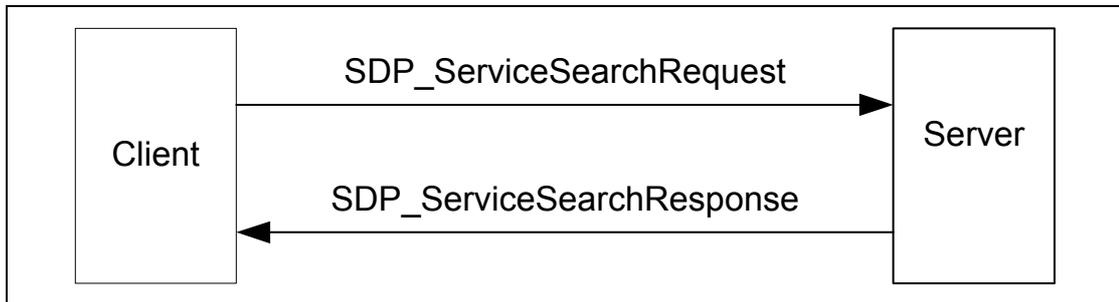 SDP_ServiceSearchRequest
Client
Server
SDP_ServiceSearchResponse